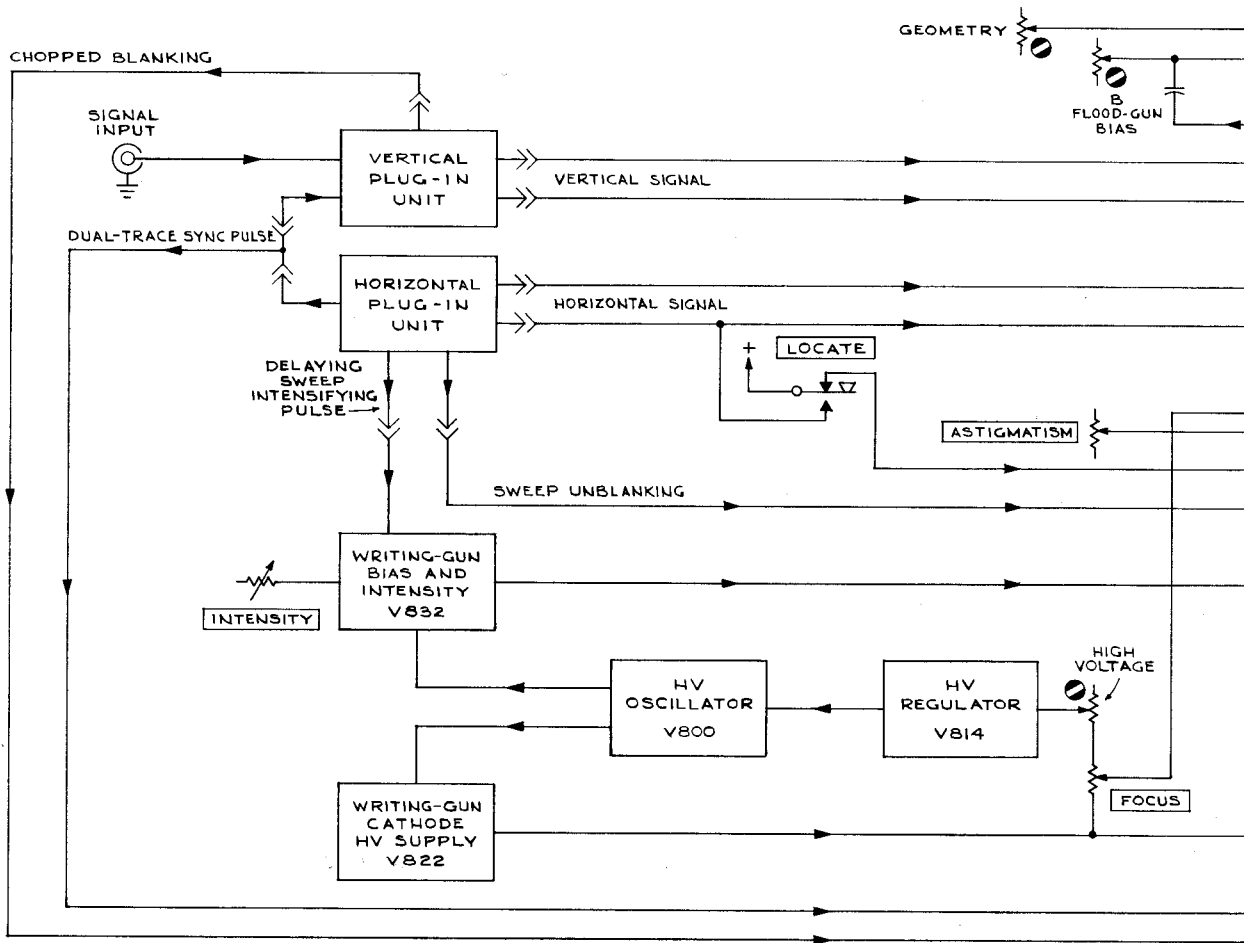 GEOMETRY
CHOPPED BLANKING
B
FLOOD-GUN
BIAS
SIGNAL
INPUT
VERTICAL
PLUG-IN
UNIT
VERTICAL SIGNAL
DUAL-TRACE SYNC PULSE
HORIZONTAL
PLUG-IN
UNIT
HORIZONTAL SIGNAL
+
LOCATE
DELAYING
SWEEP
INTENSIFYING
PULSE
ASTIGMATISM
SWEEP UNBLANKING
WRITING-GUN
BIAS AND
INTENSITY
V832
INTENSITY
HV
OSCILLATOR
V800
HV
REGULATOR
V814
HIGH
VOLTAGE
FOCUS
WRITING-GUN
CATHODE
HV SUPPLY
V822